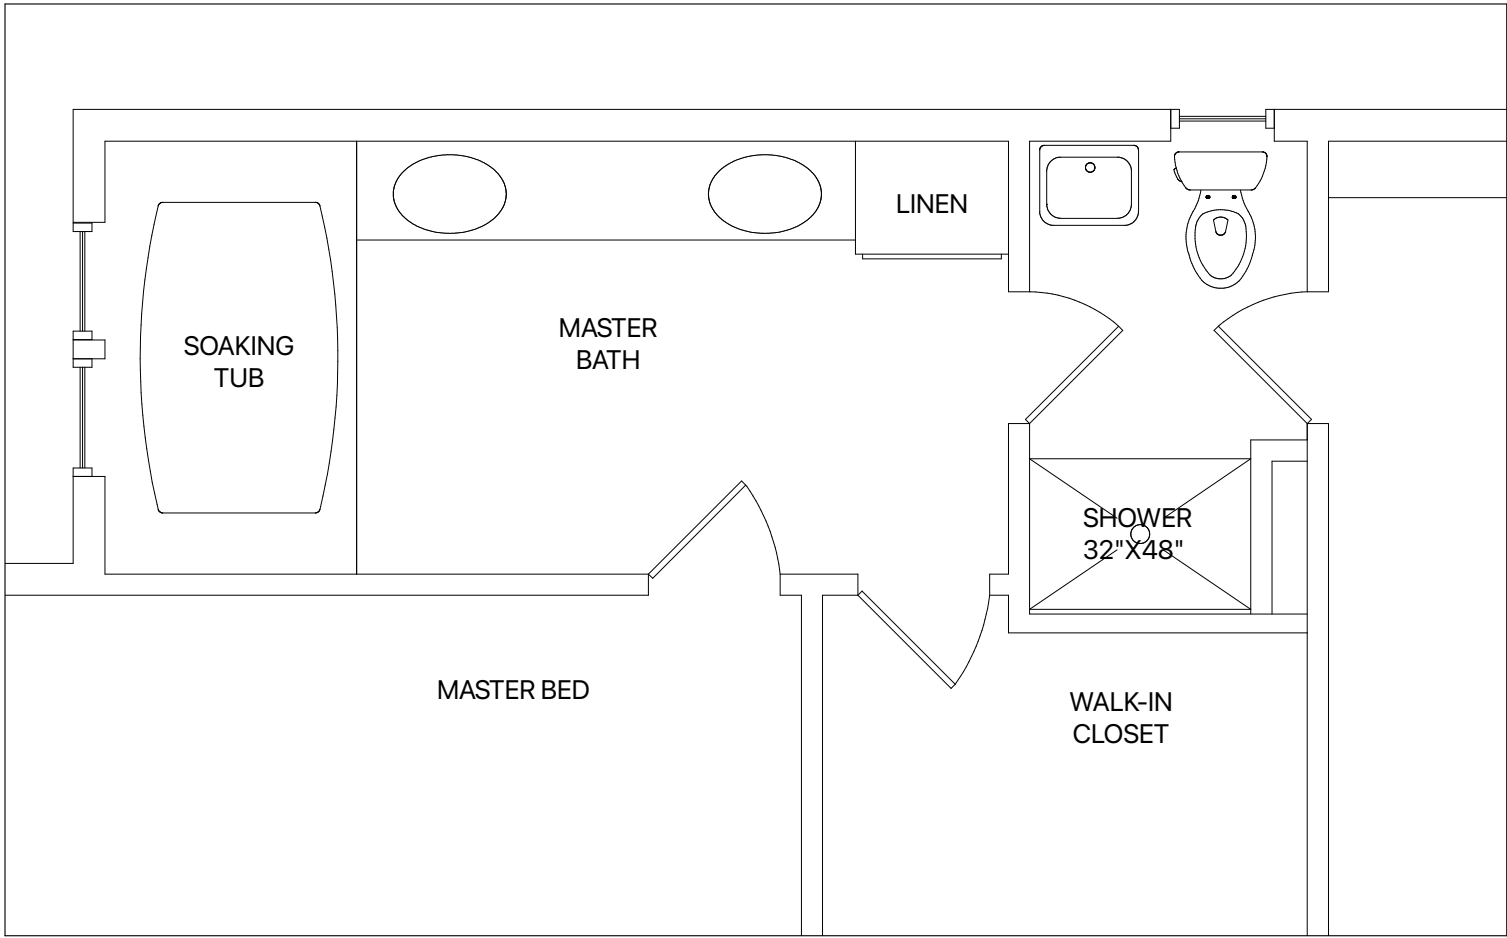 LINEN
MASTER
BATH
SOAKING
TUB
SHOWER
32"X48"
MASTER BED
WALK-IN
CLOSET